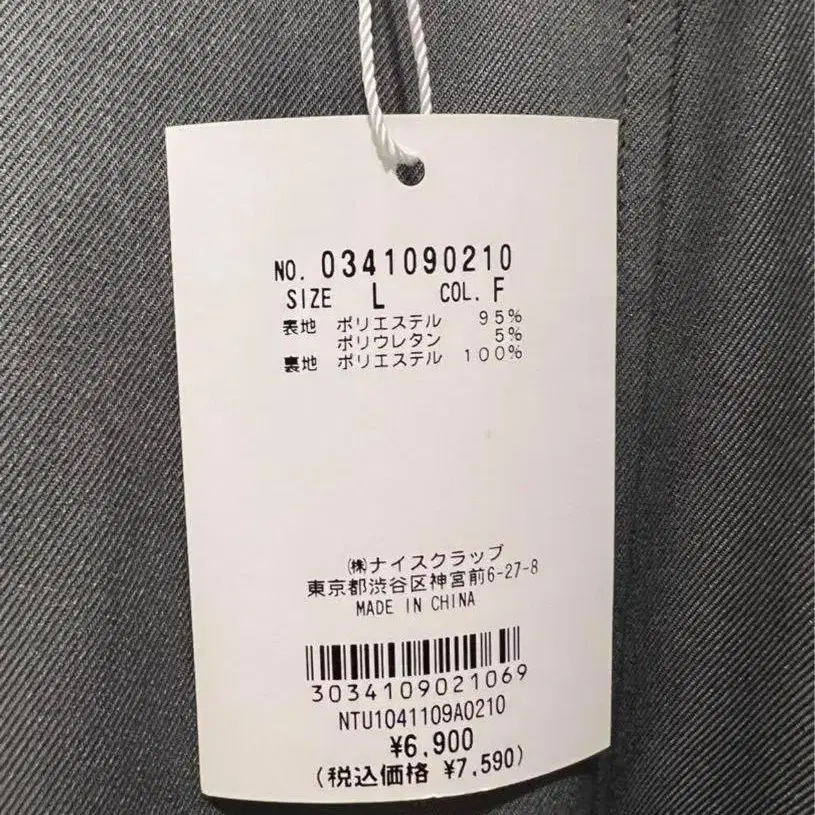 NO. 0341090210
SIZE L COL. F
表地 ポリエステル 95%
ポリウレタン 5%
裏地 ポリエステル 100%
㈱ナイスクラップ
東京都渋谷区神宮前6-27-8
MADE IN CHINA
3034109021069
NTU1041109A0210
¥6,900
(税込価格 ¥7,590)